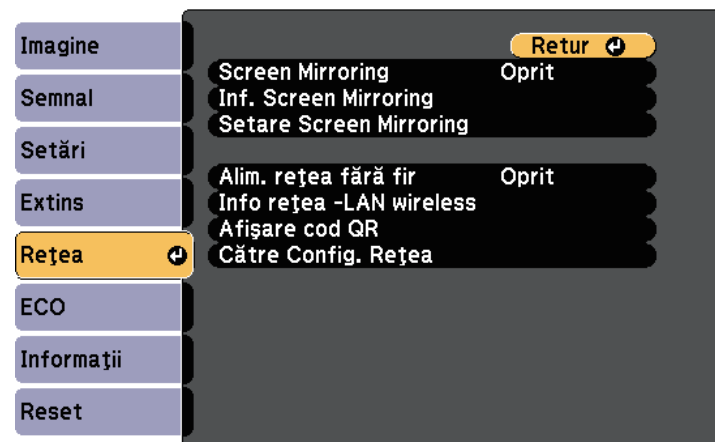 Imagine
Semnal
Setări
Extins
Reţea
ECO
Informaţii
Reset
Retur
Screen Mirroring Oprit
Inf. Screen Mirroring
Setare Screen Mirroring
Alim. reţea fără fir Oprit
Info reţea -LAN wireless
Afişare cod QR
Către Config. Reţea